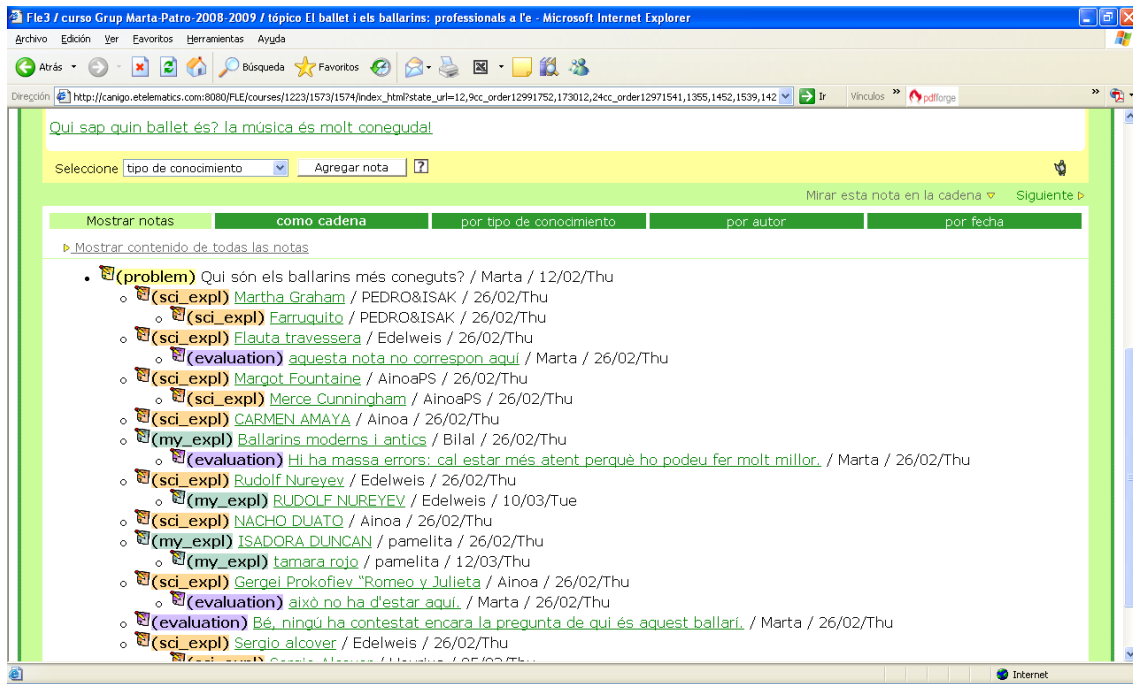 Fle3 / curso Grup Marta-Patro-2008-2009 / tópico El ballet i els ballarins: professionals a l'e - Microsoft Internet Explorer
Archivo Edición Ver Favoritos Herramientas Ayuda
Atrás Búsqueda Favoritos
Dirección http://canigo.etelematics.com:8080/FLE/courses/1223/1573/1574/index_html?state_url=12,9cc_order12991752,173012,24cc_order12971541,1355,1452,1539,142 Ir Vínculos » pdfforge »
Qui sap quin ballet és? la música és molt coneguda!
Seleccione tipo de conocimiento Agregar nota ?
Mirar esta nota en la cadena Siguiente
Mostrar notas como cadena por tipo de conocimiento por autor por fecha
Mostrar contenido de todas las notas
(problem) Qui són els ballarins més coneguts? / Marta / 12/02/Thu
(sci_expl) Martha Graham / PEDRO&ISAK / 26/02/Thu
(sci_expl) Farruquito / PEDRO&ISAK / 26/02/Thu
(sci_expl) Flauta travessera / Edelweis / 26/02/Thu
(evaluation) aquesta nota no correspon aquí / Marta / 26/02/Thu
(sci_expl) Margot Fountaine / AinoaPS / 26/02/Thu
(sci_expl) Merce Cunningham / AinoaPS / 26/02/Thu
(sci_expl) CARMEN AMAYA / Ainoa / 26/02/Thu
(my_expl) Ballarins moderns i antics / Bilal / 26/02/Thu
(evaluation) Hi ha massa errors: cal estar més atent perquè ho podeu fer molt millor. / Marta / 26/02/Thu
(sci_expl) Rudolf Nureyev / Edelweis / 26/02/Thu
(my_expl) RUDOLF NUREYEV / Edelweis / 10/03/Tue
(sci_expl) NACHO DUATO / Ainoa / 26/02/Thu
(my_expl) ISADORA DUNCAN / pamelita / 26/02/Thu
(my_expl) tamara rojo / pamelita / 12/03/Thu
(sci_expl) Gergei Prokofiev "Romeo y Julieta / Ainoa / 26/02/Thu
(evaluation) això no ha d'estar aquí. / Marta / 26/02/Thu
(evaluation) Bé, ningú ha contestat encara la pregunta de qui és aquest ballarí. / Marta / 26/02/Thu
(sci_expl) Sergio alcover / Edelweis / 26/02/Thu
Internet